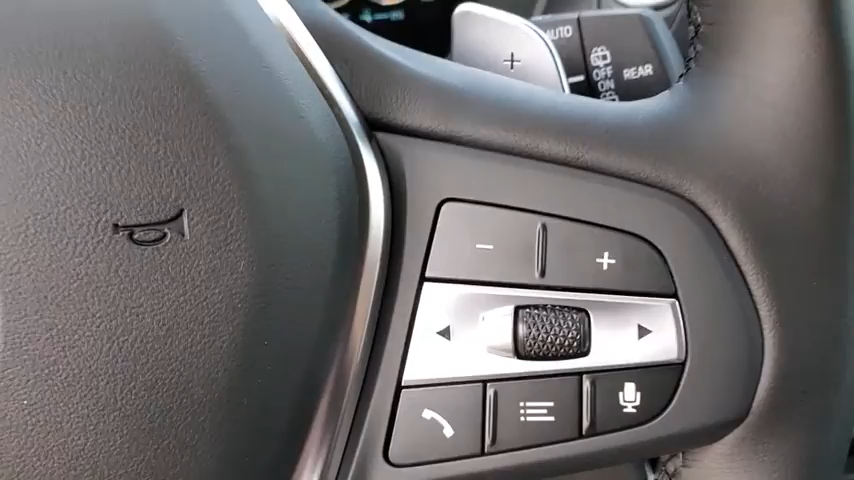 +
AUTO
OFF
ON
REAR
− +